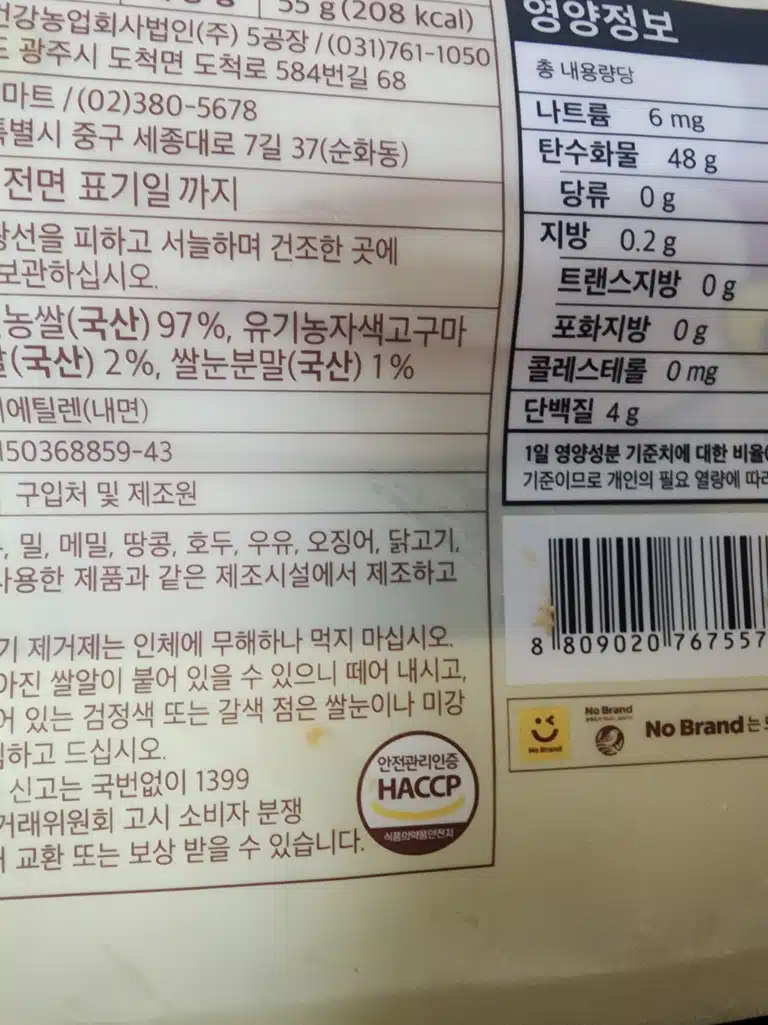 55 g (208 kcal)
건강농업회사법인(주) 5공장 / (031)761-1050
광주시 도척면 도척로 584번길 68
마트 / (02)380-5678
특별시 중구 세종대로 7길 37(순화동)
전면 표기일 까지
광선을 피하고 서늘하며 건조한 곳에
보관하십시오.
농쌀(국산) 97%, 유기농자색고구마
(국산) 2%, 쌀눈분말(국산) 1%
에틸렌(내면)
150368859-43
구입처 및 제조원
, 밀, 메밀, 땅콩, 호두, 우유, 오징어, 닭고기,
사용한 제품과 같은 제조시설에서 제조하고
기 제거제는 인체에 무해하나 먹지 마십시오.
아진 쌀알이 붙어 있을 수 있으니 떼어 내시고,
어 있는 검정색 또는 갈색 점은 쌀눈이나 미강
하고 드십시오.
신고는 국번없이 1399
거래위원회 고시 소비자 분쟁
교환 또는 보상 받을 수 있습니다.
안전관리인증
HACCP
식품의약품안전처
영양정보
총 내용량당
나트륨 6 mg
탄수화물 48 g
당류 0 g
지방 0.2 g
트랜스지방 0 g
포화지방 0 g
콜레스테롤 0 mg
단백질 4 g
1일 영양성분 기준치에 대한 비율
기준이므로 개인의 필요 열량에 따라
8 809020 767557
No Brand
No Brand
No Brand는